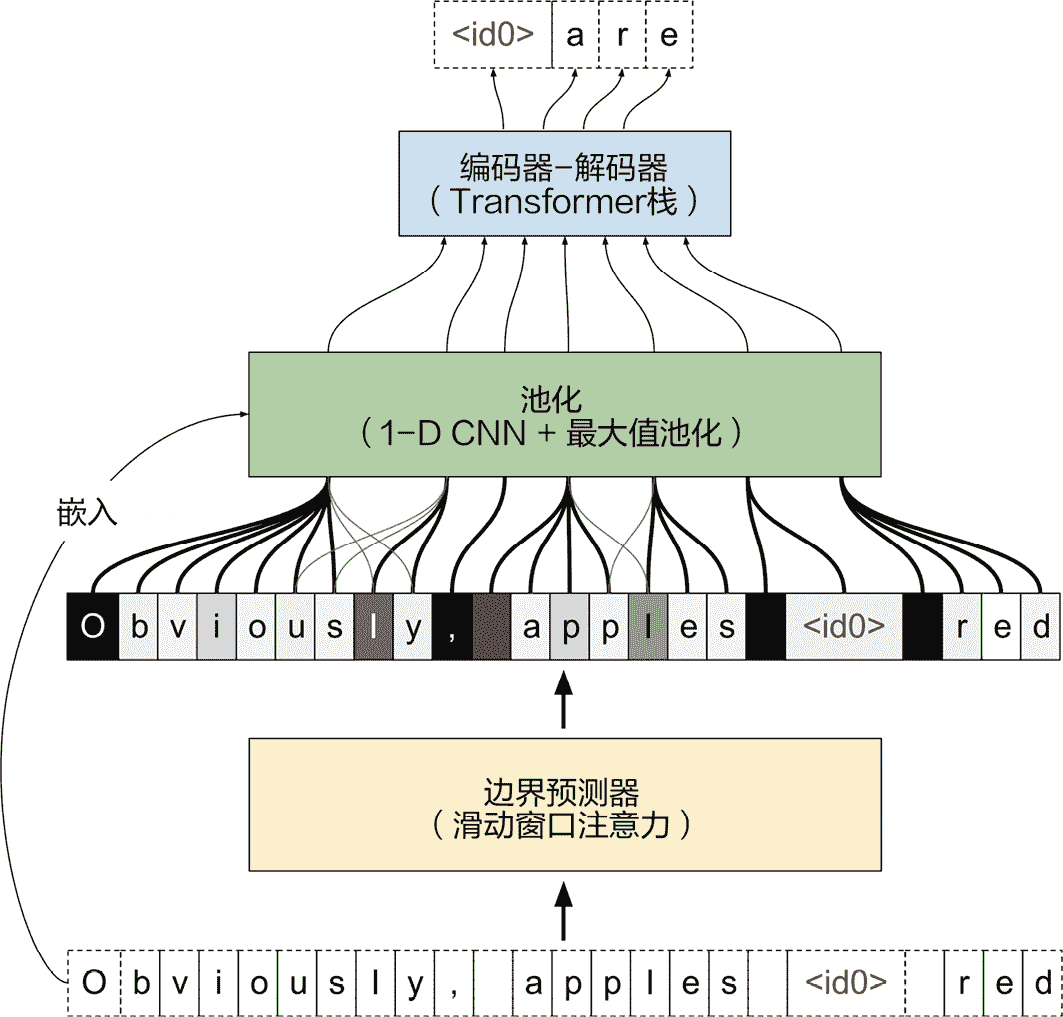 <id0> a r e
编码器-解码器
（Transformer栈）
池化
（1-D CNN + 最大值池化）
嵌入
O b v i o u s l y , a p p l e s <id0> r e d
边界预测器
（滑动窗口注意力）
O b v i o u s l y , a p p l e s <id0> r e d